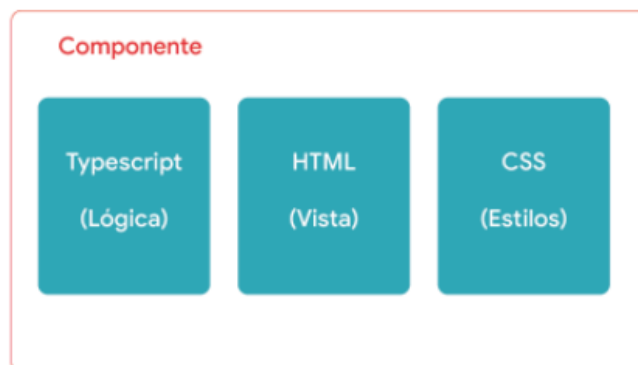 Componente
Typescript
(Lógica)
HTML
(Vista)
CSS
(Estilos)